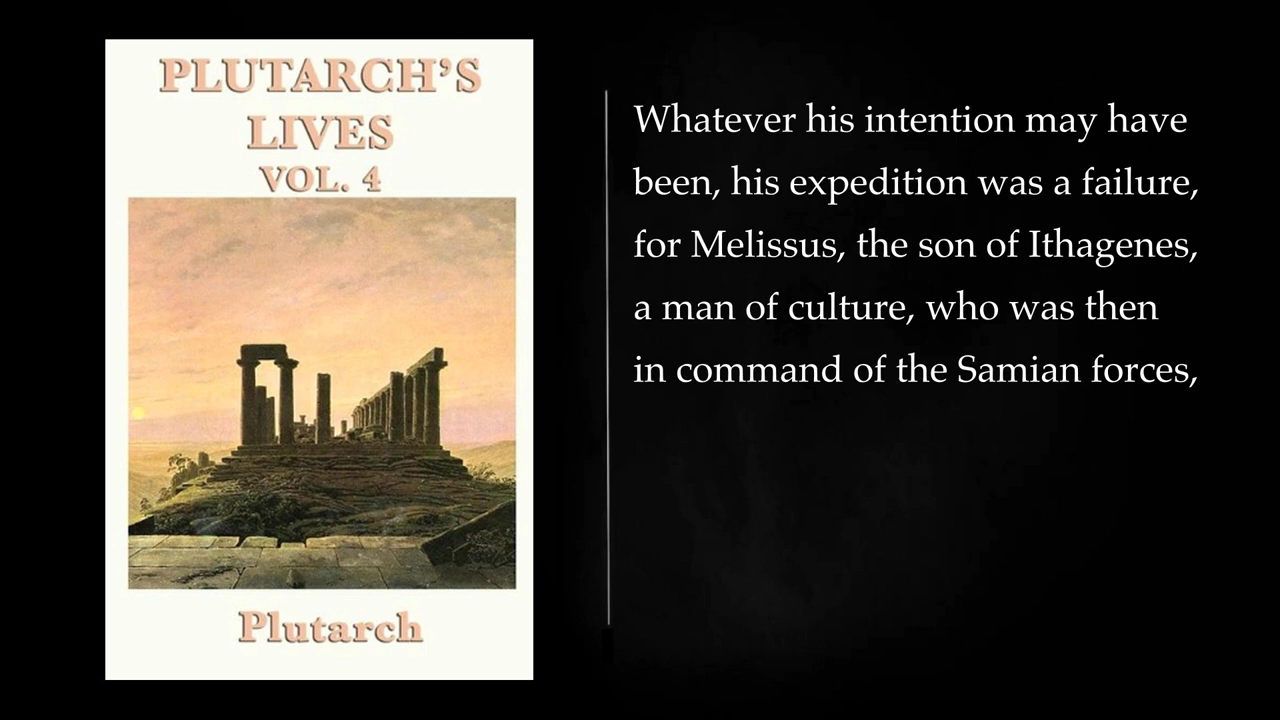 PLUTARCH'S
LIVES
VOL. 4
Plutarch
Whatever his intention may have
been, his expedition was a failure,
for Melissus, the son of Ithagenes,
a man of culture, who was then
in command of the Samian forces,